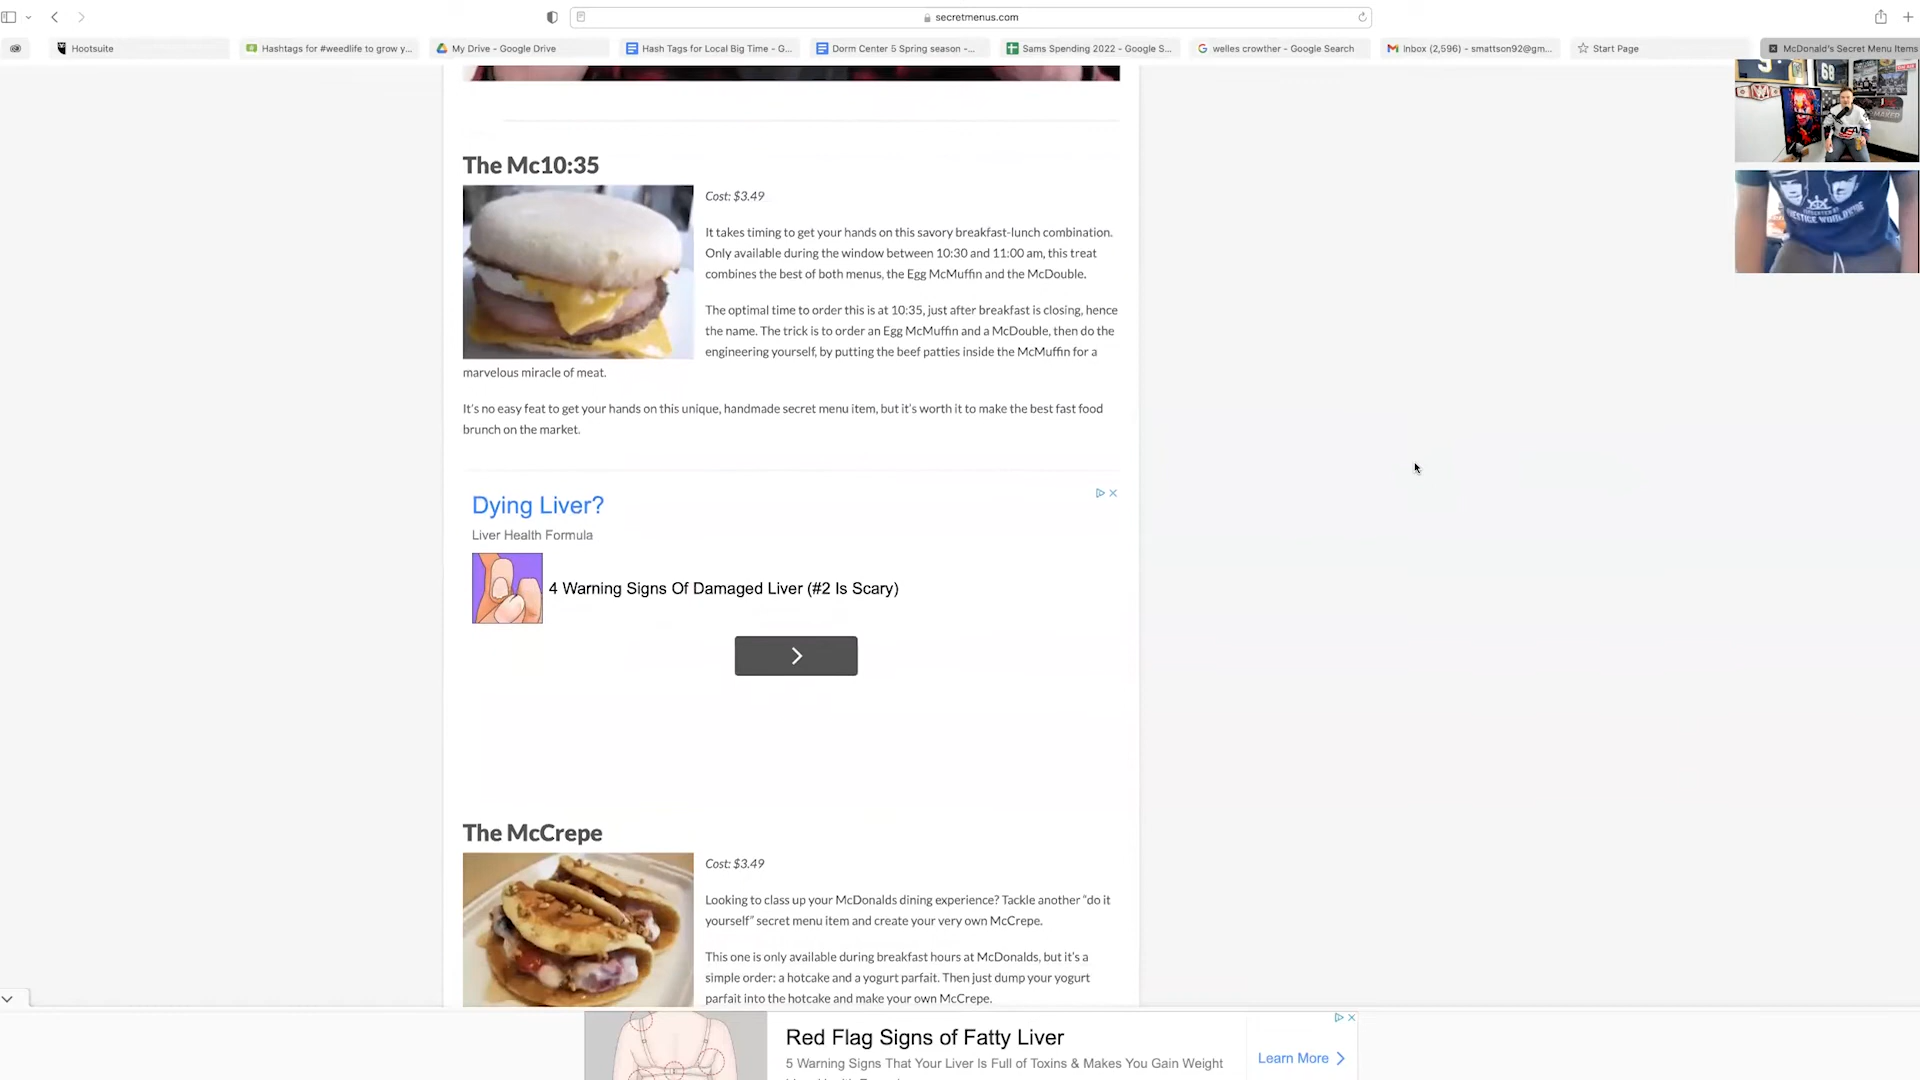 secretmenus.com
Hootsuite
Hashtags for #weedlife to grow y...
My Drive - Google Drive
Hash Tags for Local Big Time - G...
Dorm Center 5 Spring season -...
Sams Spending 2022 - Google S...
welles crowther - Google Search
Inbox (2,596) - smattson92@gm...
Start Page
McDonald's Secret Menu Items
68
USA
PRESTIGE WORLDWIDE
The Mc10:35
Cost: $3.49
It takes timing to get your hands on this savory breakfast-lunch combination.
Only available during the window between 10:30 and 11:00 am, this treat
combines the best of both menus, the Egg McMuffin and the McDouble.
The optimal time to order this is at 10:35, just after breakfast is closing, hence
the name. The trick is to order an Egg McMuffin and a McDouble, then do the
engineering yourself, by putting the beef patties inside the McMuffin for a
marvelous miracle of meat.
It's no easy feat to get your hands on this unique, handmade secret menu item, but it's worth it to make the best fast food
brunch on the market.
Dying Liver?
Liver Health Formula
4 Warning Signs Of Damaged Liver (#2 Is Scary)
The McCrepe
Cost: $3.49
Looking to class up your McDonalds dining experience? Tackle another "do it
yourself" secret menu item and create your very own McCrepe.
This one is only available during breakfast hours at McDonalds, but it's a
simple order: a hotcake and a yogurt parfait. Then just dump your yogurt
parfait into the hotcake and make your own McCrepe.
Red Flag Signs of Fatty Liver
5 Warning Signs That Your Liver Is Full of Toxins & Makes You Gain Weight
Learn More